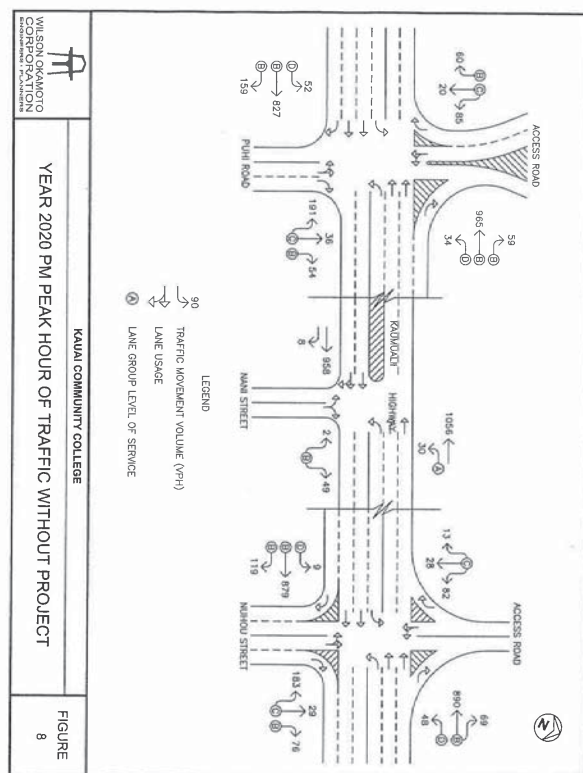 ACCESS ROAD
60
B
C
20
85
59
965
B
B
D
34
52
D
B
B
827
159
PUHI ROAD
191
36
C
B
54
KAUMUALII
HIGHWAY
958
8
NANI STREET
1056
30
A
2
B
49
ACCESS ROAD
13
C
28
82
69
890
B
D
48
9
D
B
B
879
119
NUHOU STREET
183
29
C
B
76
N
LEGEND
90 TRAFFIC MOVEMENT VOLUME (VPH)
LANE USAGE
A LANE GROUP LEVEL OF SERVICE
WILSON OKAMOTO
CORPORATION
ENGINEERS | PLANNERS
KAUAI COMMUNITY COLLEGE
YEAR 2020 PM PEAK HOUR OF TRAFFIC WITHOUT PROJECT
FIGURE
8